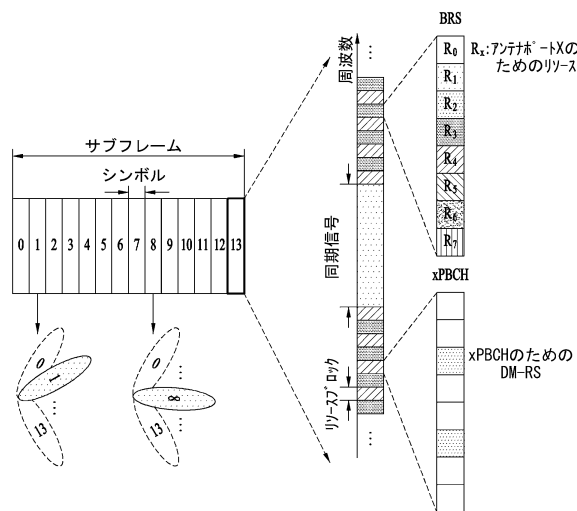 サブフレーム
シンボル
0 1 2 3 4 5 6 7 8 9 10 11 12 13
0
1
⋮
13
0
8
⋮
13
周波数
…
同期信号
リソースブロック
…
BRS
R0
R1
R2
R3
R4
R5
R6
R7
Rx:アンテナポートXの
ためのリソース
xPBCH
xPBCHのための
DM-RS